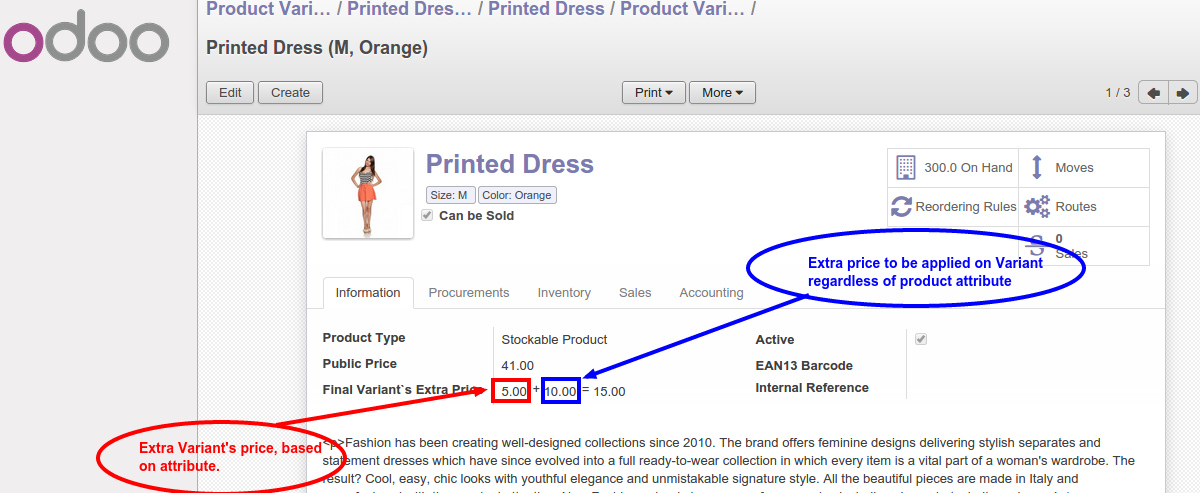 odoo
Product Vari… / Printed Dres… / Printed Dress / Product Vari… /
Printed Dress (M, Orange)
Edit Create Print More 1 / 3
Printed Dress
Size: M Color: Orange
Can be Sold
300.0 On Hand Moves
Reordering Rules Routes
0
Sales
Extra price to be applied on Variant
regardless of product attribute
Information Procurements Inventory Sales Accounting
Product Type Stockable Product Active
Public Price 41.00 EAN13 Barcode
Final Variant`s Extra Price 5.00 + 10.00 = 15.00 Internal Reference
Extra Variant's price, based
on attribute.
<p>Fashion has been creating well-designed collections since 2010. The brand offers feminine designs delivering stylish separates and
statement dresses which have since evolved into a full ready-to-wear collection in which every item is a vital part of a woman's wardrobe. The
result? Cool, easy, chic looks with youthful elegance and unmistakable signature style. All the beautiful pieces are made in Italy and